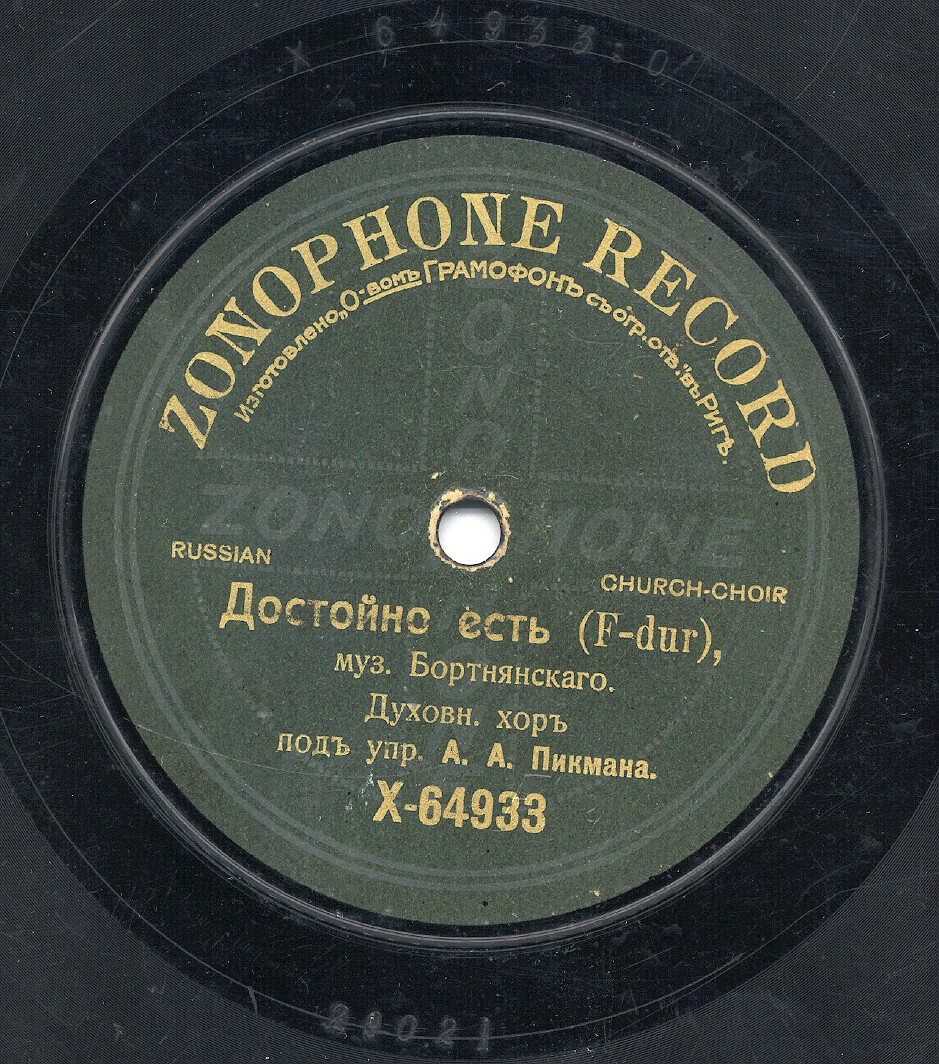 X 64933
ZONOPHONE RECORD
Изготовлено „О-вомъ ГРАМОФОНЪ съ огр. отв." въ РИГѢ.
ZONOPHONE
RUSSIAN
CHURCH-CHOIR
Достойно есть (F-dur),
муз. Бортнянскаго.
Духовн. хоръ
подъ упр. А. А. Пикмана.
X-64933
29021